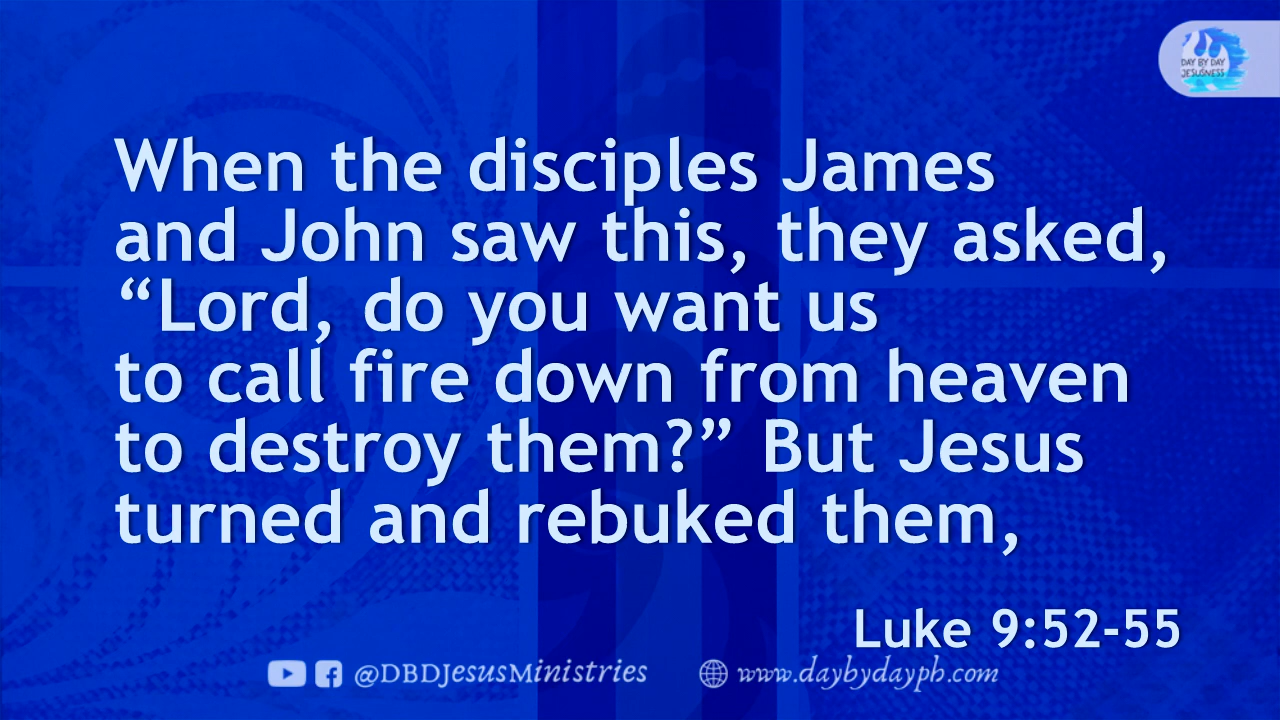 DAY BY DAY
JESUSNESS
When the disciples James
and John saw this, they asked,
“Lord, do you want us
to call fire down from heaven
to destroy them?” But Jesus
turned and rebuked them,
Luke 9:52-55
@DBDJesusMinistries www.daybydayph.com